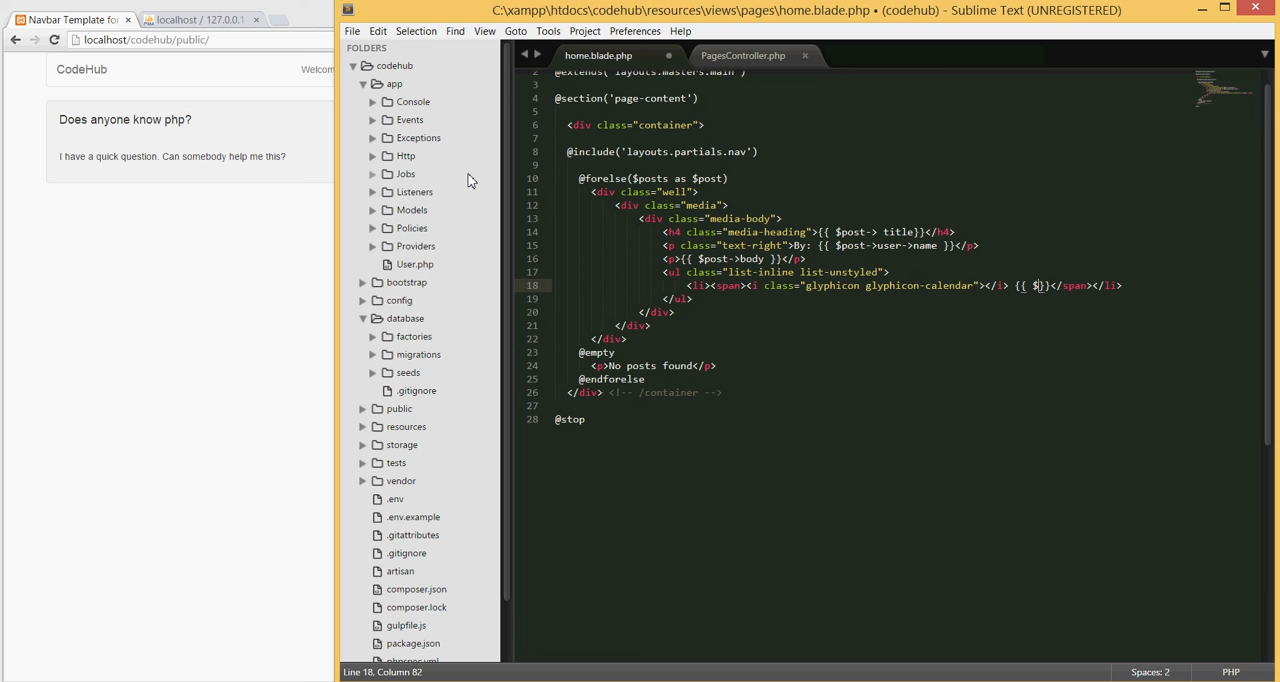 Navbar Template for × localhost / 127.0.0.1 ×
localhost/codehub/public/
CodeHub Welcom
Does anyone know php?
I have a quick question. Can somebody help me this?
C:\xampp\htdocs\codehub\resources\views\pages\home.blade.php • (codehub) - Sublime Text (UNREGISTERED)
File Edit Selection Find View Goto Tools Project Preferences Help
FOLDERS
codehub
app
Console
Events
Exceptions
Http
Jobs
Listeners
Models
Policies
Providers
User.php
bootstrap
config
database
factories
migrations
seeds
.gitignore
public
resources
storage
tests
vendor
.env
.env.example
.gitattributes
.gitignore
artisan
composer.json
composer.lock
gulpfile.js
package.json
phpspec.yml
home.blade.php • PagesController.php ×
2 @extends('layouts.masters.main')
3
4 @section('page-content')
5
6 <div class="container">
7
8 @include('layouts.partials.nav')
9
10 @forelse($posts as $post)
11 <div class="well">
12 <div class="media">
13 <div class="media-body">
14 <h4 class="media-heading">{{ $post-> title}}</h4>
15 <p class="text-right">By: {{ $post->user->name }}</p>
16 <p>{{ $post->body }}</p>
17 <ul class="list-inline list-unstyled">
18 <li><span><i class="glyphicon glyphicon-calendar"></i> {{ $}}</span></li>
19 </ul>
20 </div>
21 </div>
22 </div>
23 @empty
24 <p>No posts found</p>
25 @endforelse
26 </div> <!-- /container -->
27
28 @stop
Line 18, Column 82 Spaces: 2 PHP